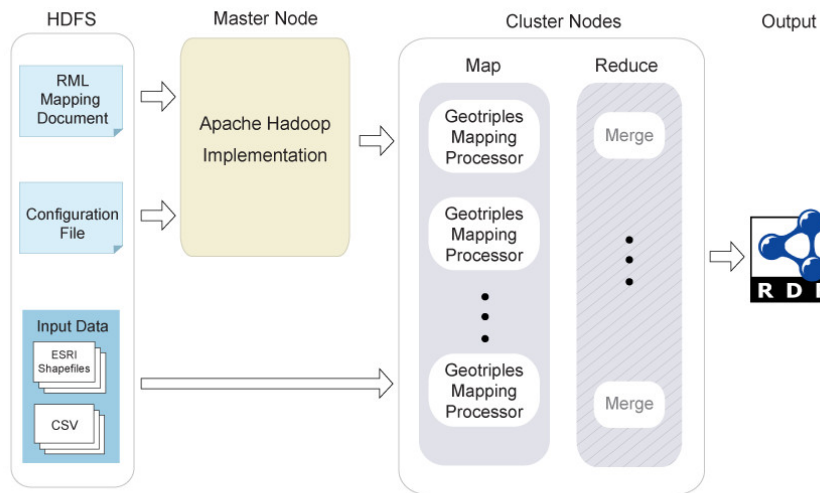 HDFS
Master Node
Cluster Nodes
Output
RML
Mapping
Document
Configuration
File
Input Data
ESRI
Shapefiles
CSV
Apache Hadoop
Implementation
Map
Geotriples
Mapping
Processor
Geotriples
Mapping
Processor
Geotriples
Mapping
Processor
Reduce
Merge
Merge
R D